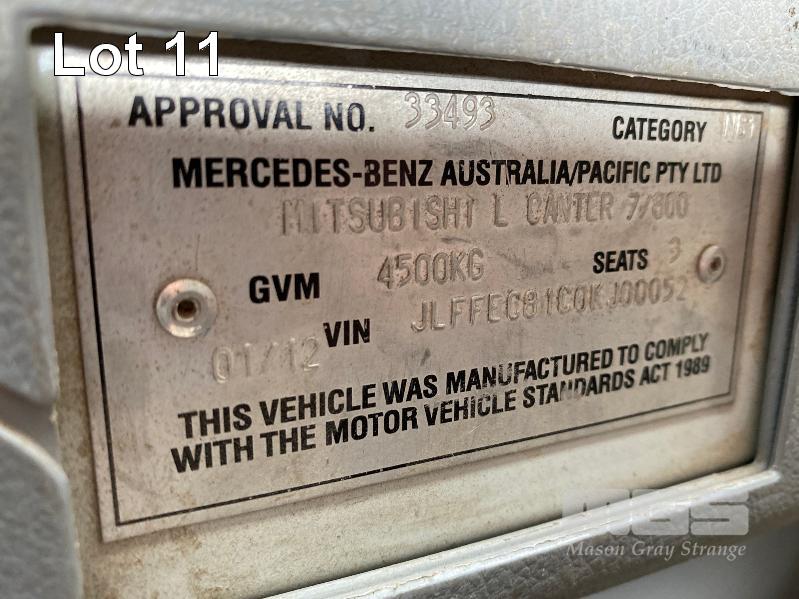 Lot 11
APPROVAL NO. 33493 CATEGORY
MERCEDES-BENZ AUSTRALIA/PACIFIC PTY LTD
MITSUBISHI L CANTER 7/800
GVM 4500KG SEATS 3
01/12 VIN JLFFEC81C0KJ00052
THIS VEHICLE WAS MANUFACTURED TO COMPLY
WITH THE MOTOR VEHICLE STANDARDS ACT 1989
MGS
Mason Gray Strange